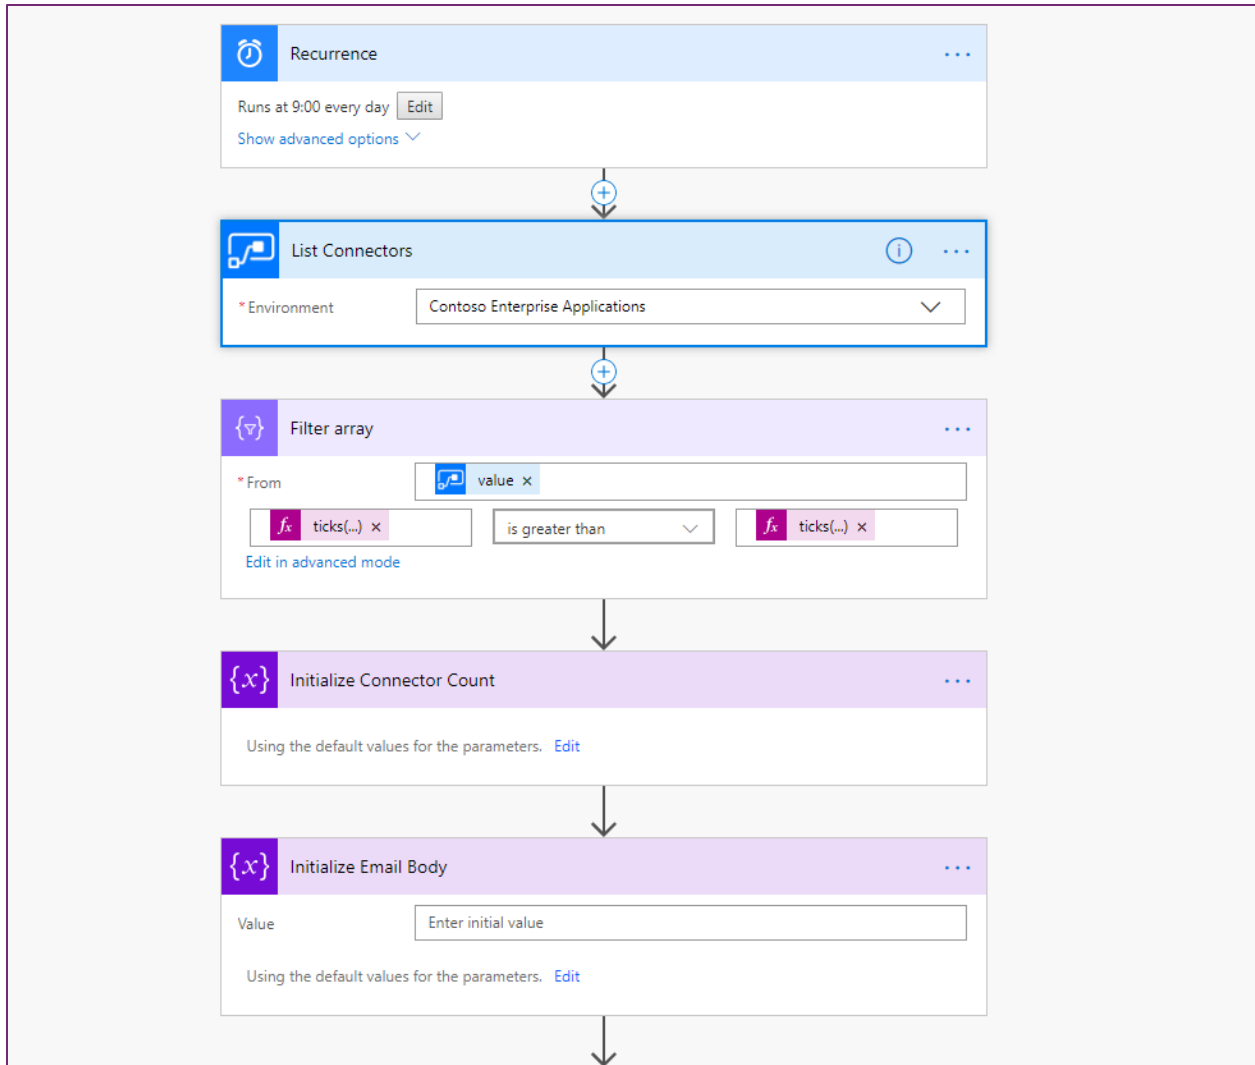 Recurrence
...
Runs at 9:00 every day Edit
Show advanced options
List Connectors
i ...
* Environment Contoso Enterprise Applications
Filter array
...
* From value ×
fx ticks(...) × is greater than fx ticks(...) ×
Edit in advanced mode
{x} Initialize Connector Count
...
Using the default values for the parameters. Edit
{x} Initialize Email Body
...
Value Enter initial value
Using the default values for the parameters. Edit